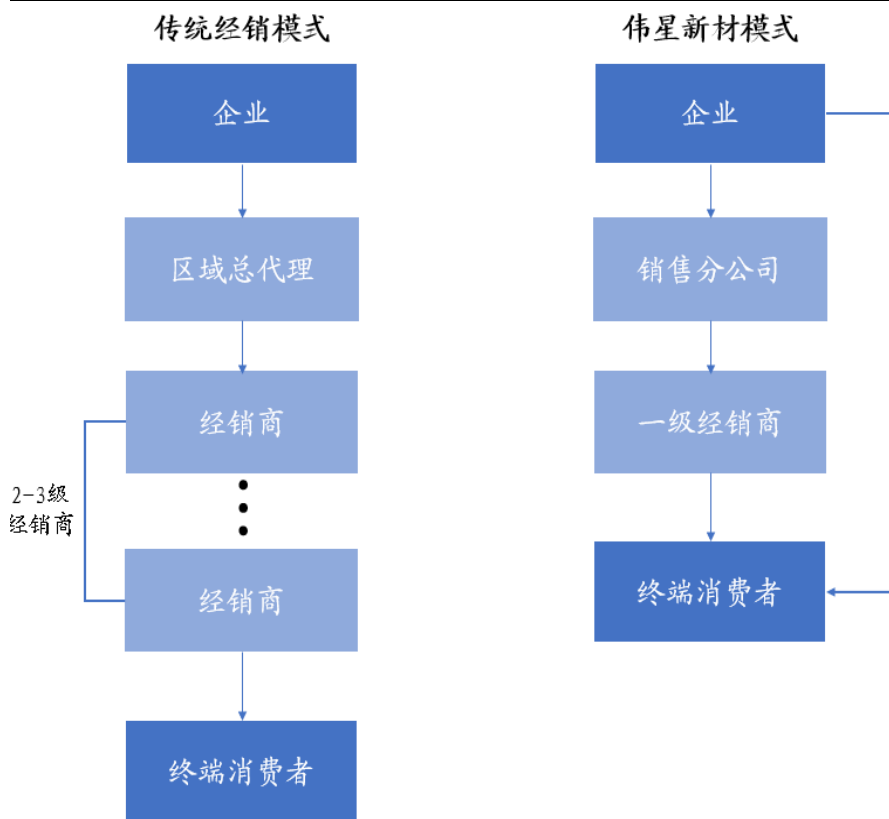 传统经销模式
企业
区域总代理
经销商
2-3级
经销商
经销商
终端消费者
伟星新材模式
企业
销售分公司
一级经销商
终端消费者